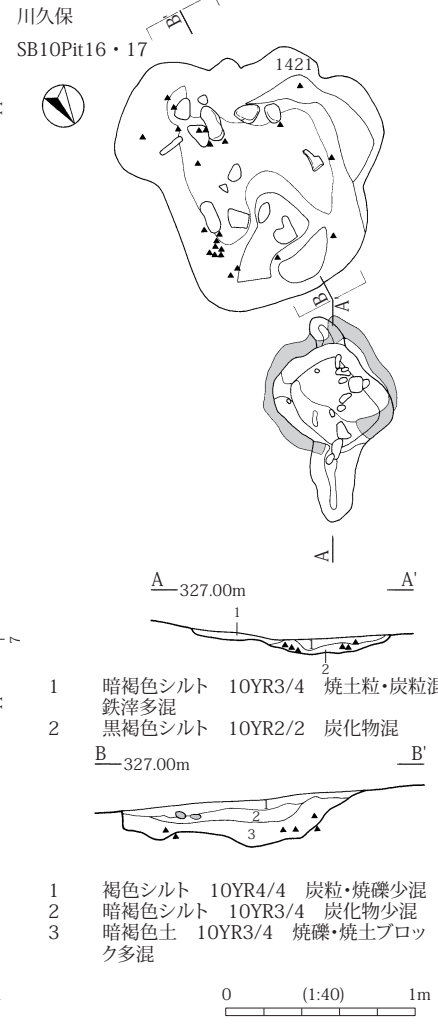 川久保
SB10Pit16・17
B'
1421
B
A'
A
A 327.00m A'
1
1
2
7
1 暗褐色シルト 10YR3/4 焼土粒・炭粒混
鉄滓多混
2 黒褐色シルト 10YR2/2 炭化物混
B 327.00m B'
1
2
3
1 褐色シルト 10YR4/4 炭粒・焼礫少混
2 暗褐色シルト 10YR3/4 炭化物少混
3 暗褐色土 10YR3/4 焼礫・焼土ブロッ
ク多混
0 (1:40) 1m